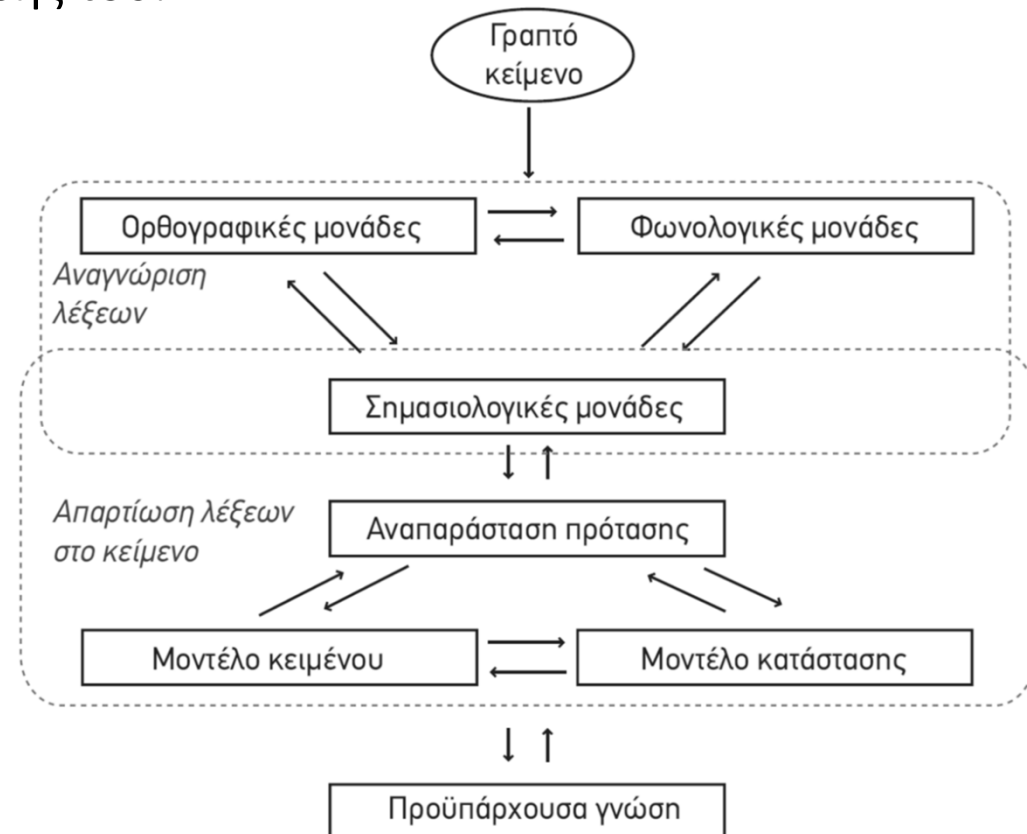 Γραπτό
κείμενο
Ορθογραφικές μονάδες
Φωνολογικές μονάδες
Αναγνώριση
λέξεων
Σημασιολογικές μονάδες
Απαρτίωση λέξεων
στο κείμενο
Αναπαράσταση πρότασης
Μοντέλο κειμένου
Μοντέλο κατάστασης
Προϋπάρχουσα γνώση